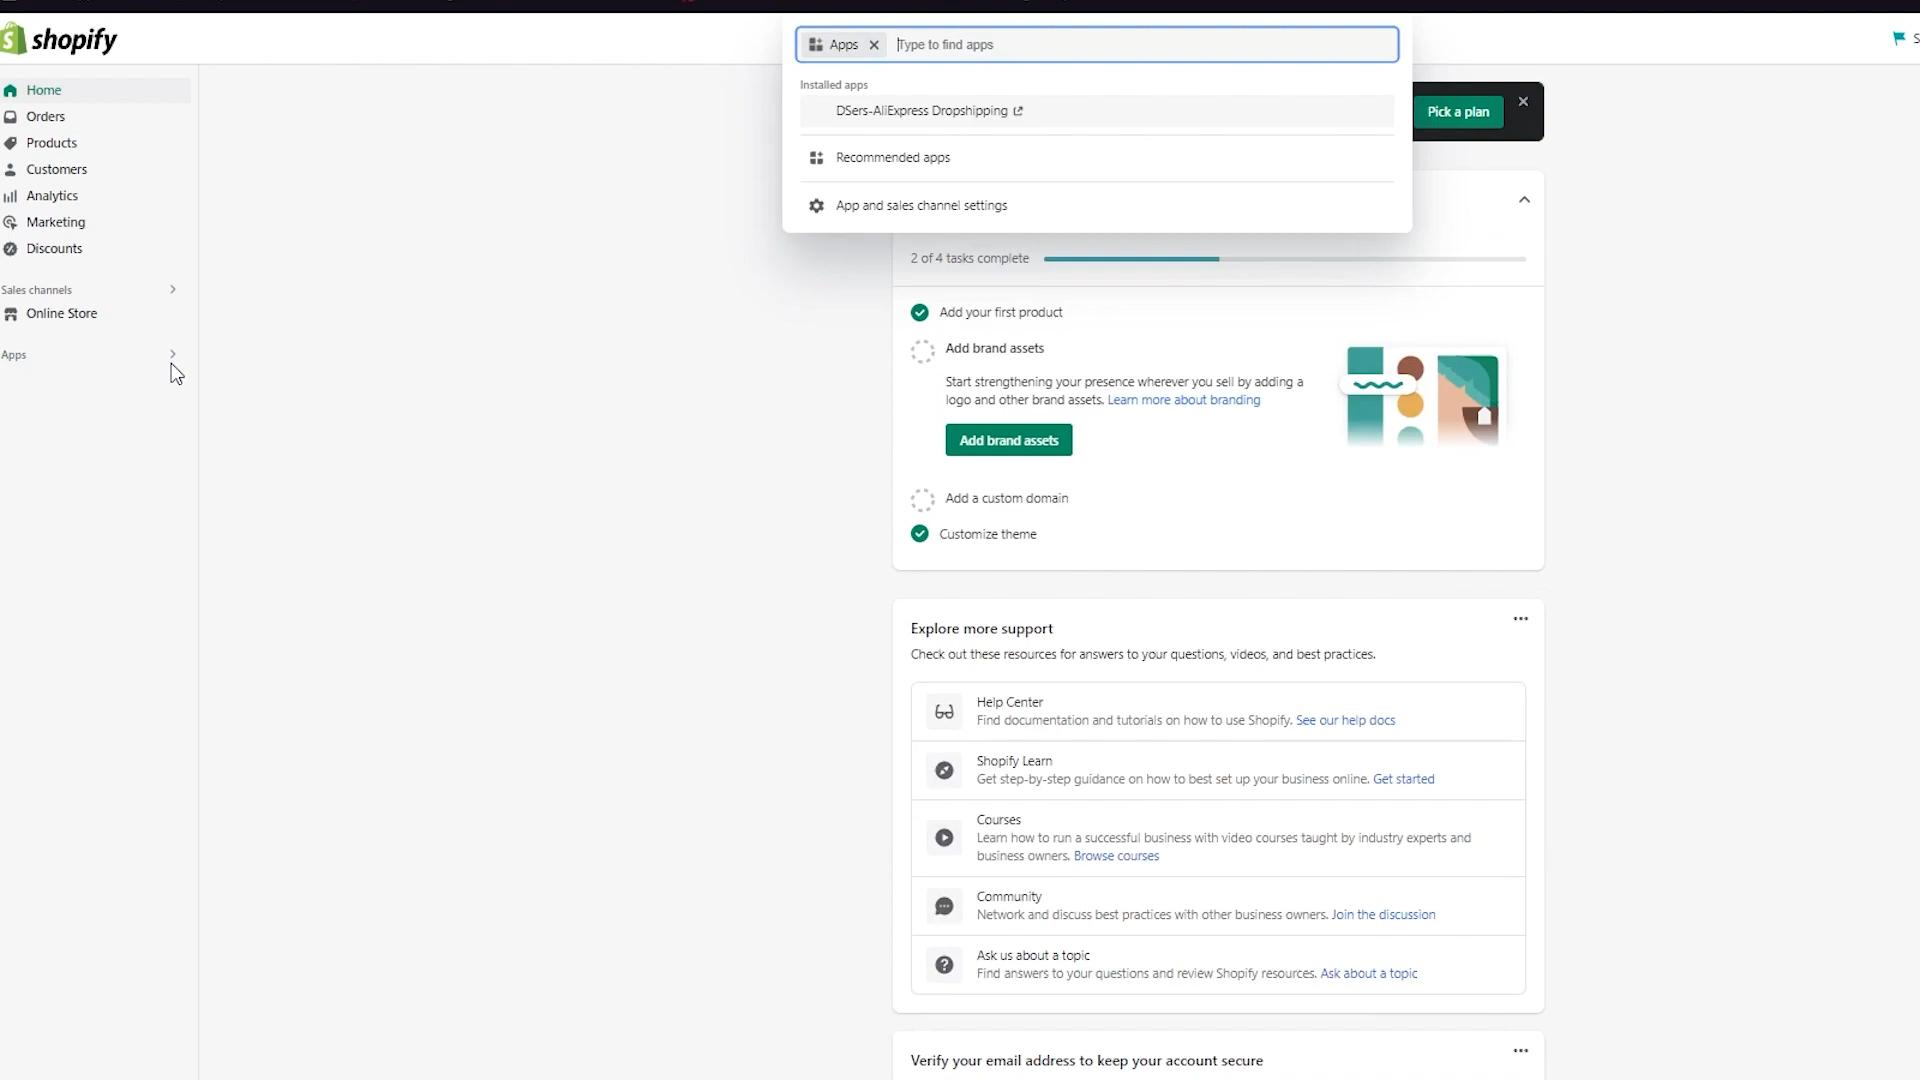 shopify
Apps
Type to find apps
S
Home
Orders
Products
Customers
Analytics
Marketing
Discounts
Sales channels
Online Store
Apps
Installed apps
DSers-AliExpress Dropshipping
Recommended apps
App and sales channel settings
Pick a plan
2 of 4 tasks complete
Add your first product
Add brand assets
Start strengthening your presence wherever you sell by adding a
logo and other brand assets. Learn more about branding
Add brand assets
Add a custom domain
Customize theme
Explore more support
Check out these resources for answers to your questions, videos, and best practices.
Help Center
Find documentation and tutorials on how to use Shopify. See our help docs
Shopify Learn
Get step-by-step guidance on how to best set up your business online. Get started
Courses
Learn how to run a successful business with video courses taught by industry experts and
business owners. Browse courses
Community
Network and discuss best practices with other business owners. Join the discussion
Ask us about a topic
Find answers to your questions and review Shopify resources. Ask about a topic
Verify your email address to keep your account secure